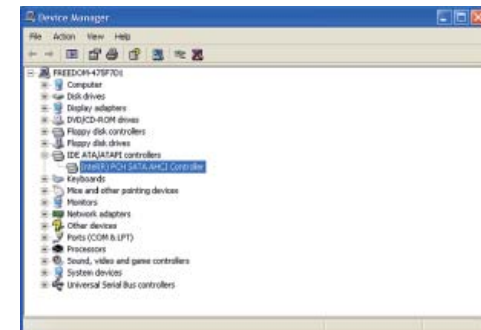 Device Manager
File Action View Help
FREEDOM-475F7D1
Computer
Disk drives
Display adapters
DVD/CD-ROM drives
Floppy disk controllers
Floppy disk drives
IDE ATA/ATAPI controllers
Intel(R) PCH SATA AHCI Controller
Keyboards
Mice and other pointing devices
Monitors
Network adapters
Other devices
Ports (COM & LPT)
Processors
Sound, video and game controllers
System devices
Universal Serial Bus controllers